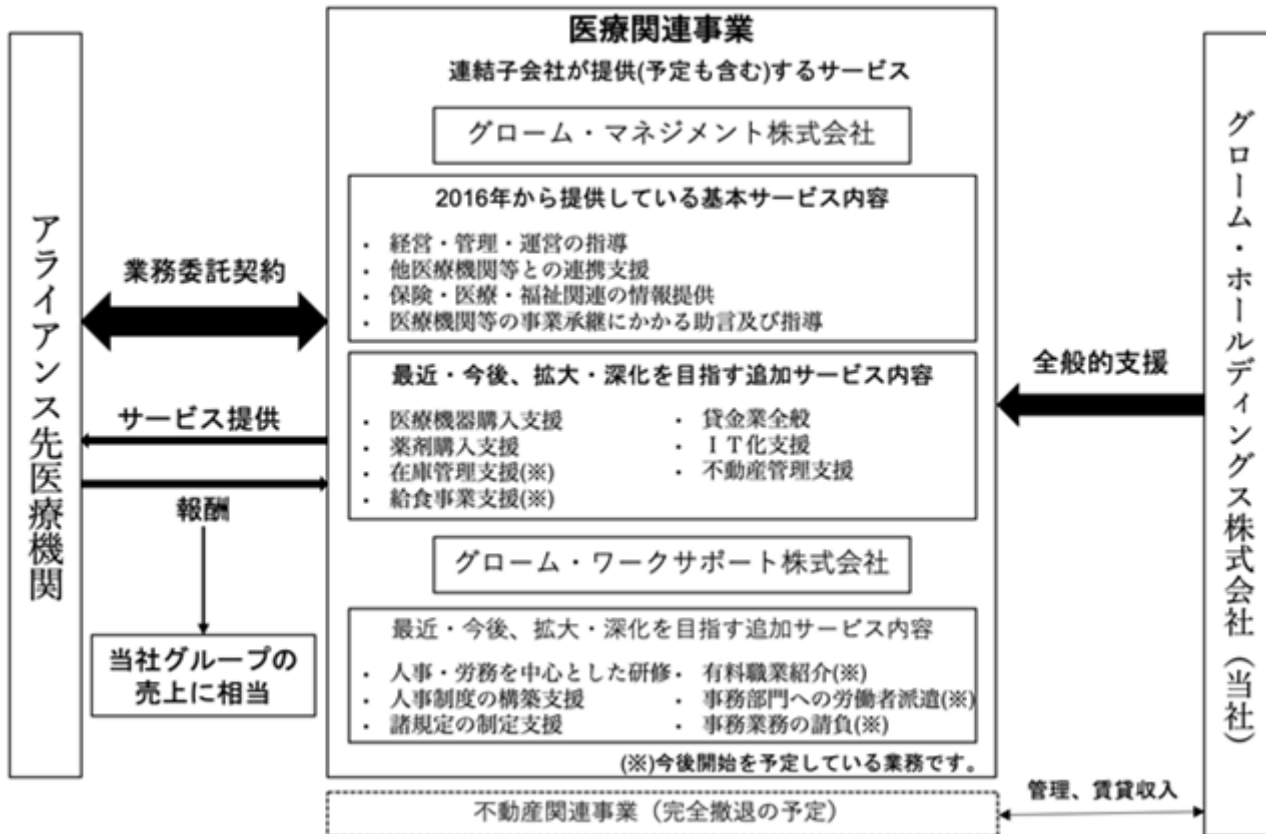 医療関連事業
連結子会社が提供(予定も含む)するサービス
グローム・マネジメント株式会社
2016年から提供している基本サービス内容
・ 経営・管理・運営の指導
・ 他医療機関等との連携支援
・ 保険・医療・福祉関連の情報提供
・ 医療機関等の事業承継にかかる助言及び指導
最近・今後、拡大・深化を目指す追加サービス内容
・ 医療機器購入支援
・ 薬剤購入支援
・ 在庫管理支援(※)
・ 給食事業支援(※)
・ 貸金業全般
・ IT化支援
・ 不動産管理支援
グローム・ワークサポート株式会社
最近・今後、拡大・深化を目指す追加サービス内容
・ 人事・労務を中心とした研修
・ 人事制度の構築支援
・ 諸規定の制定支援
・ 有料職業紹介(※)
・ 事務部門への労働者派遣(※)
・ 事務業務の請負(※)
(※)今後開始を予定している業務です。
不動産関連事業（完全撤退の予定）
アライアンス先医療機関
業務委託契約
サービス提供
報酬
当社グループの
売上に相当
全般的支援
管理、賃貸収入
グローム・ホールディングス株式会社（当社）